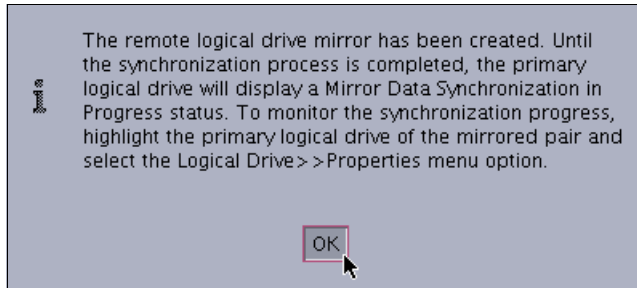 The remote logical drive mirror has been created. Until
the synchronization process is completed, the primary
logical drive will display a Mirror Data Synchronization in
Progress status. To monitor the synchronization progress,
highlight the primary logical drive of the mirrored pair and
select the Logical Drive>>Properties menu option.
OK